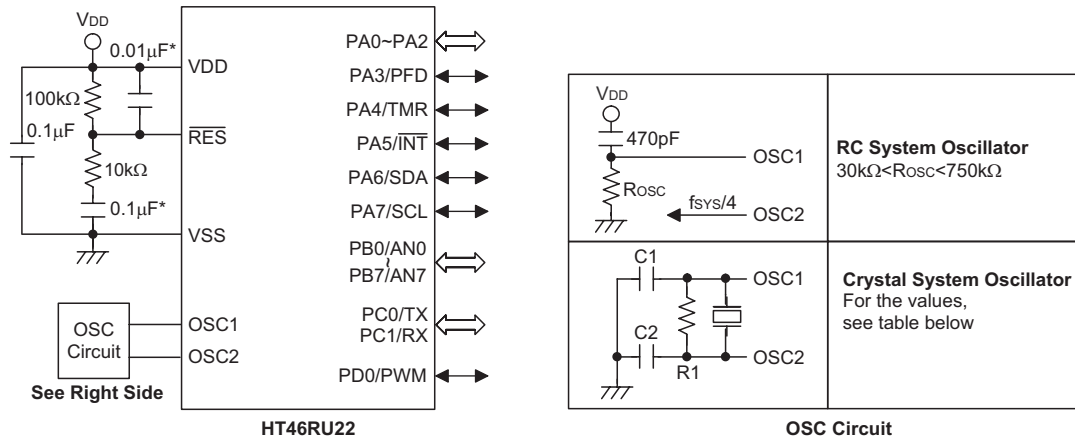 VDD
0.01µF*
100kΩ
0.1µF
10kΩ
0.1µF*
VDD
RES
VSS
OSC1
OSC2
OSC
Circuit
See Right Side
PA0~PA2
PA3/PFD
PA4/TMR
PA5/INT
PA6/SDA
PA7/SCL
PB0/AN0
~
PB7/AN7
PC0/TX
PC1/RX
PD0/PWM
HT46RU22
VDD
470pF
ROSC
OSC1
fSYS/4
OSC2
RC System Oscillator
30kΩ<ROSC<750kΩ
C1
C2
R1
OSC1
OSC2
Crystal System Oscillator
For the values,
see table below
OSC Circuit